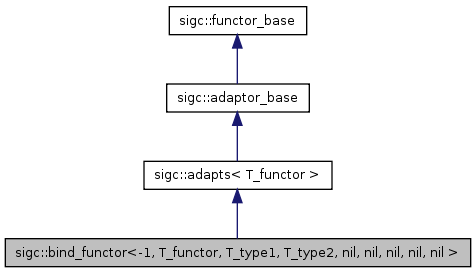 sigc::functor_base
sigc::adaptor_base
sigc::adapts< T_functor >
sigc::bind_functor<-1, T_functor, T_type1, T_type2, nil, nil, nil, nil, nil >